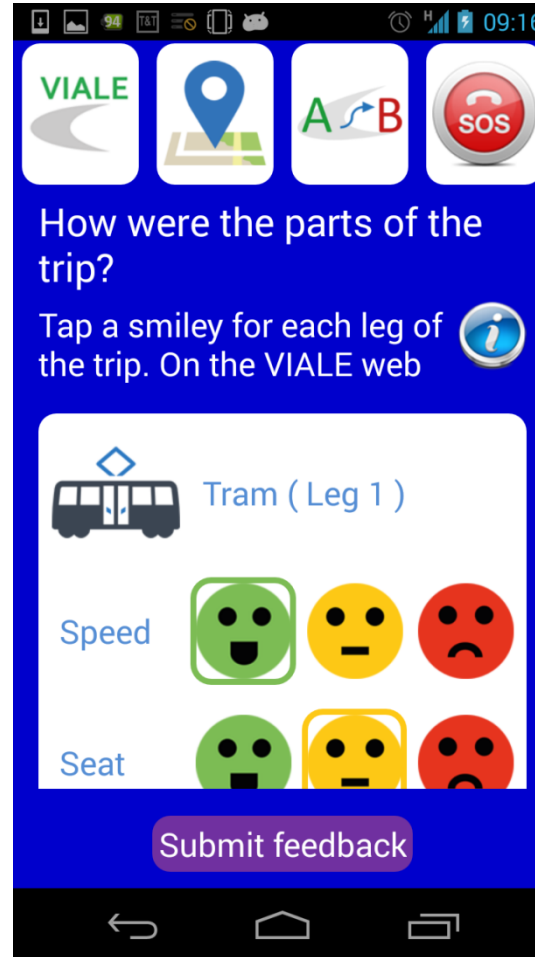 94 T&T H 09:16
VIALE
A B SOS
How were the parts of the
trip?
Tap a smiley for each leg of
the trip. On the VIALE web
i
Tram ( Leg 1 )
Speed
Seat
Submit feedback